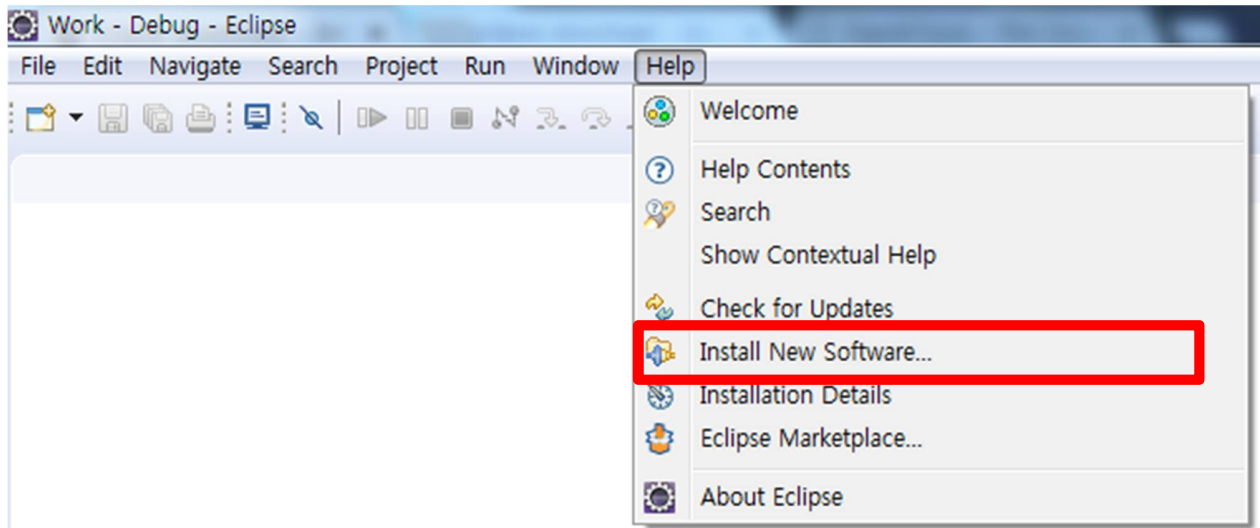 Work - Debug - Eclipse
File Edit Navigate Search Project Run Window Help
Welcome
Help Contents
Search
Show Contextual Help
Check for Updates
Install New Software...
Installation Details
Eclipse Marketplace...
About Eclipse